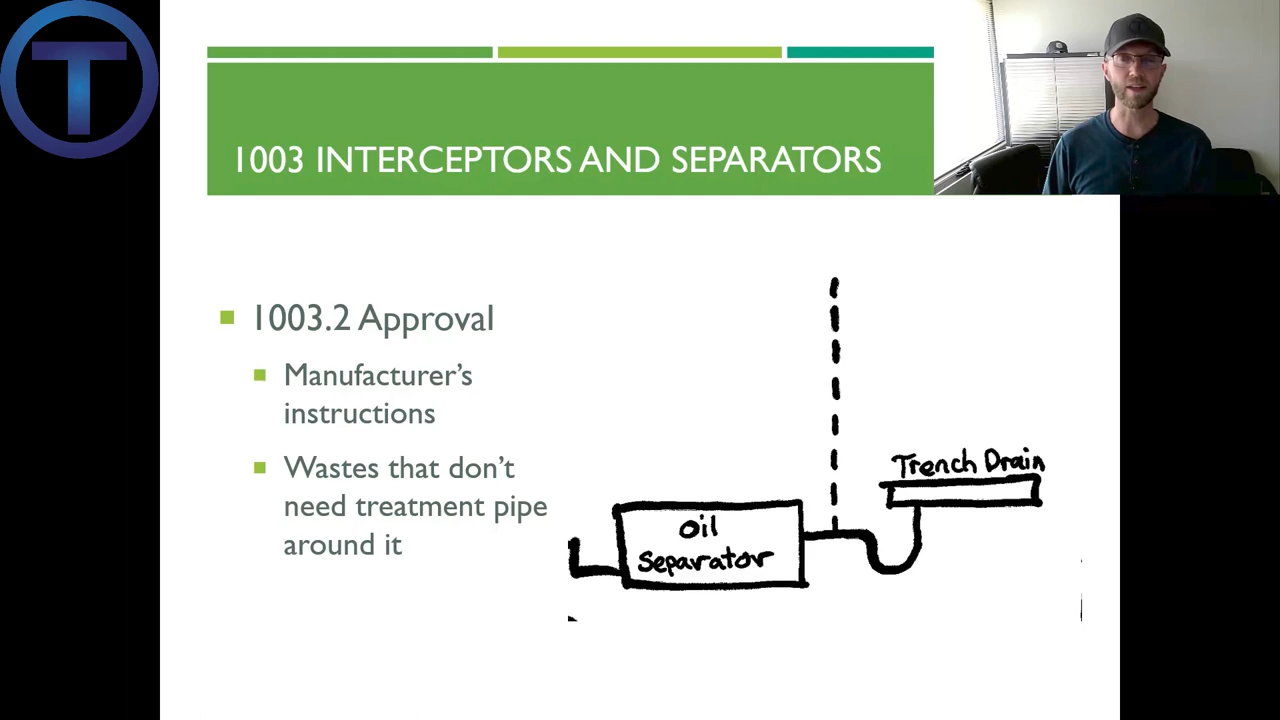 T
1003 INTERCEPTORS AND SEPARATORS
1003.2 Approval
Manufacturer's
instructions
Wastes that don't
need treatment pipe
around it
Trench Drain
Oil
Separator